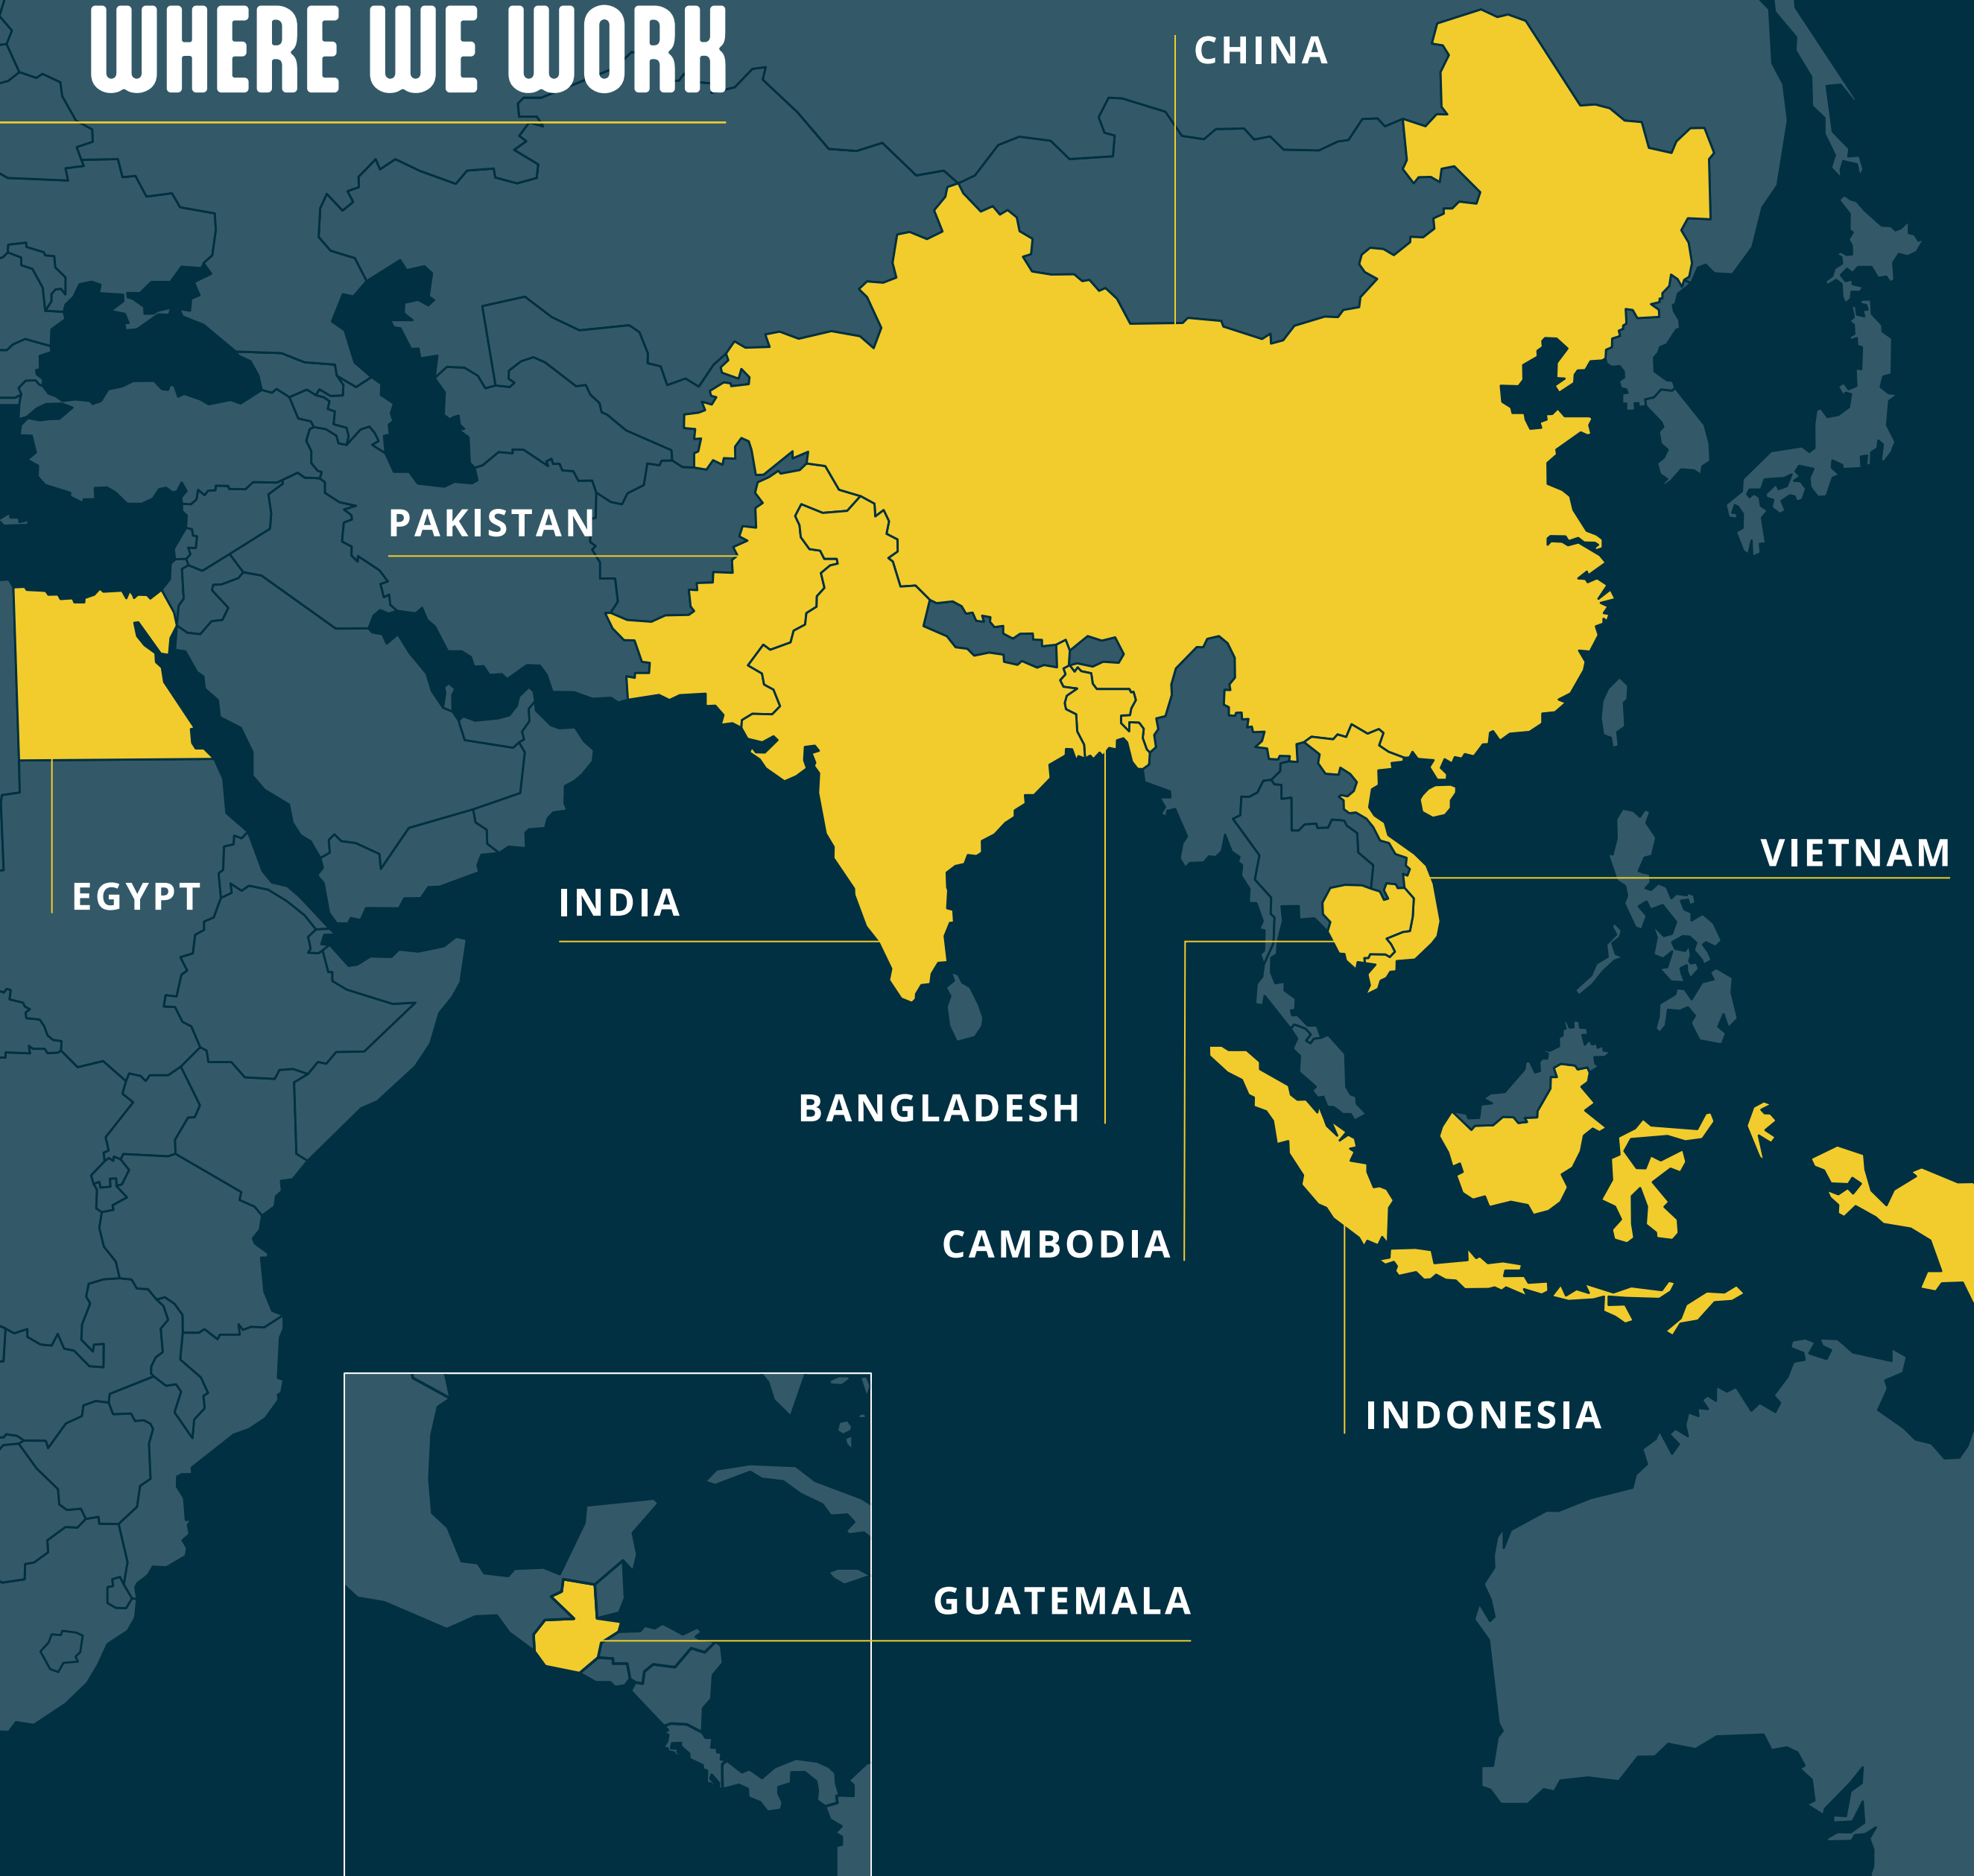 WHERE WE WORK
CHINA
PAKISTAN
VIETNAM
EGYPT
INDIA
BANGLADESH
CAMBODIA
INDONESIA
GUATEMALA